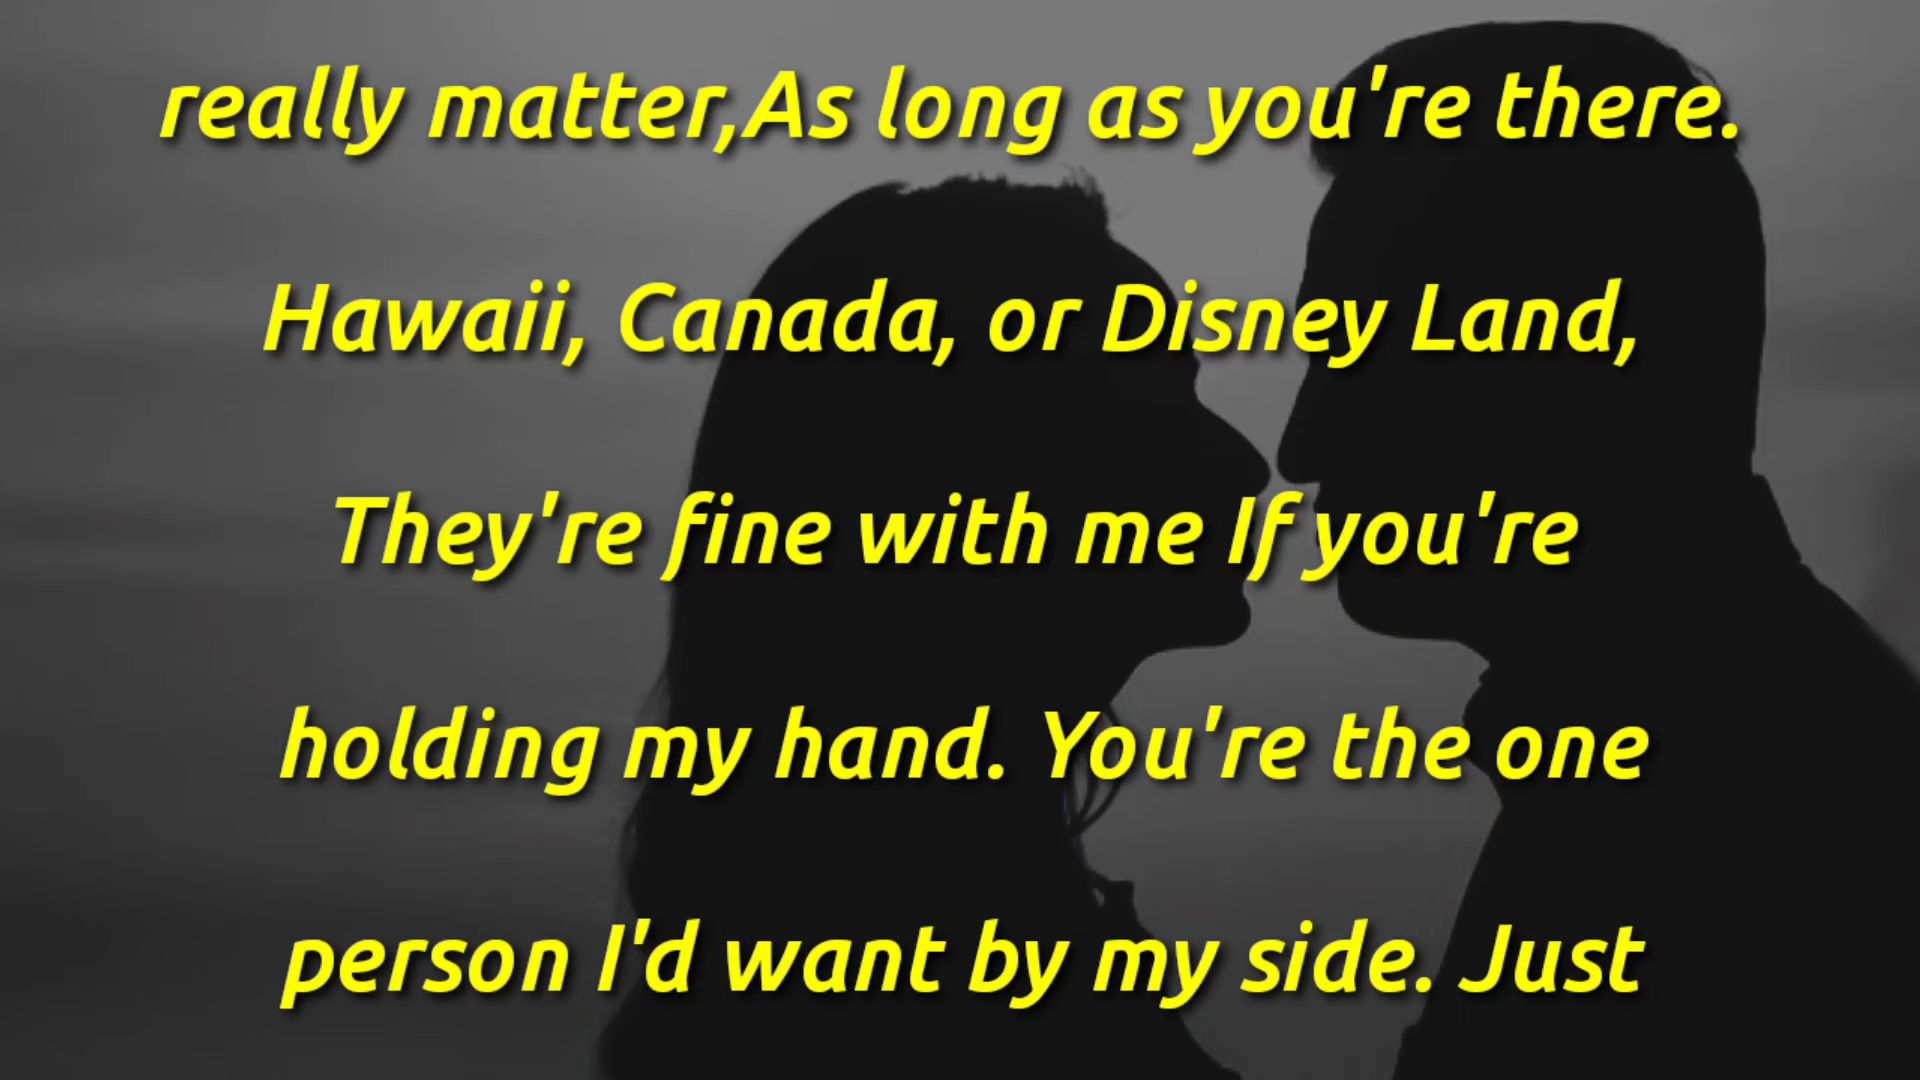 really matter,As long as you're there.
Hawaii, Canada, or Disney Land,
They're fine with me If you're
holding my hand. You're the one
person I'd want by my side. Just